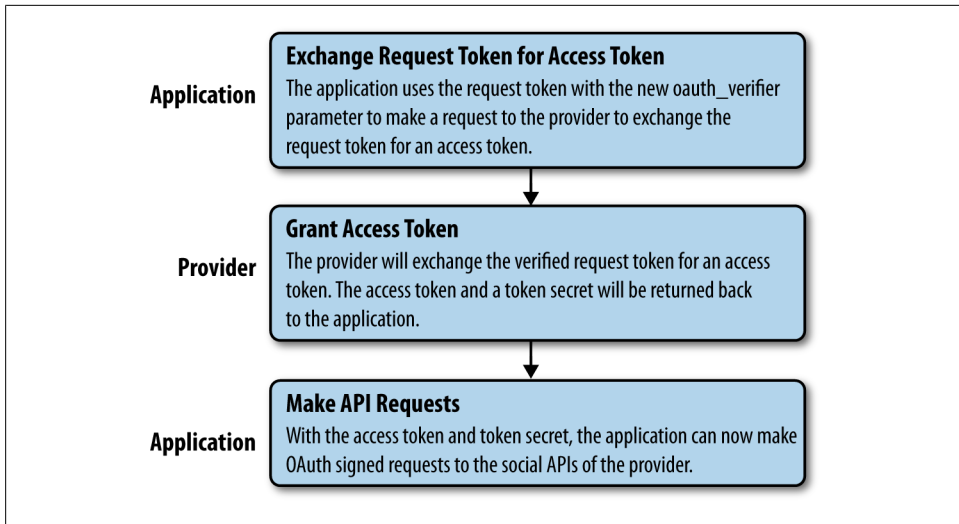 Exchange Request Token for Access Token
Application
The application uses the request token with the new oauth_verifier
parameter to make a request to the provider to exchange the
request token for an access token.
Grant Access Token
Provider
The provider will exchange the verified request token for an access
token. The access token and a token secret will be returned back
to the application.
Make API Requests
Application
With the access token and token secret, the application can now make
OAuth signed requests to the social APIs of the provider.